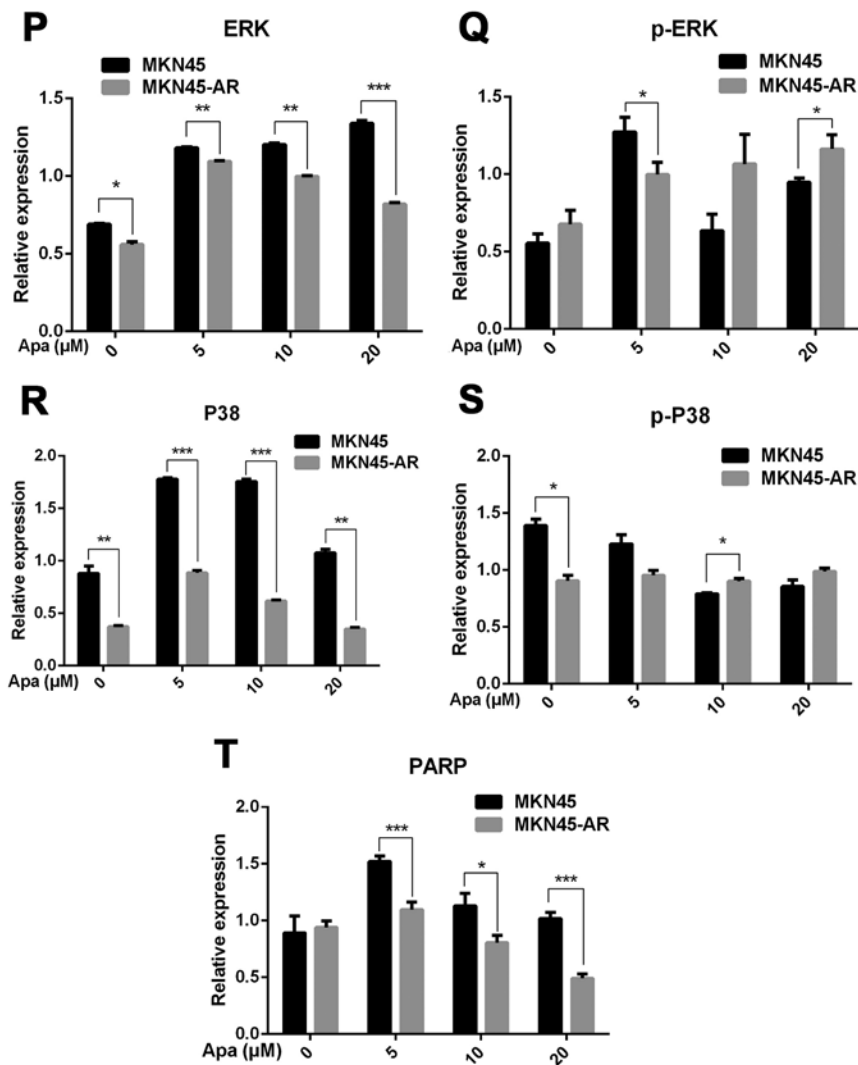 P
ERK
MKN45
MKN45-AR
Relative expression
1.5
1.0
0.5
0.0
*
**
**
***
Apa (µM)
0
5
10
20
Q
p-ERK
MKN45
MKN45-AR
Relative expression
1.5
1.0
0.5
0.0
*
*
0
5
10
20
R
P38
MKN45
MKN45-AR
Relative expression
2.0
1.5
1.0
0.5
0.0
**
***
***
**
Apa (µM)
0
5
10
20
S
p-P38
MKN45
MKN45-AR
Relative expression
2.0
1.5
1.0
0.5
0.0
*
*
Apa (µM)
0
5
10
20
T
PARP
MKN45
MKN45-AR
Relative expression
2.0
1.5
1.0
0.5
0.0
***
*
***
Apa (µM)
0
5
10
20